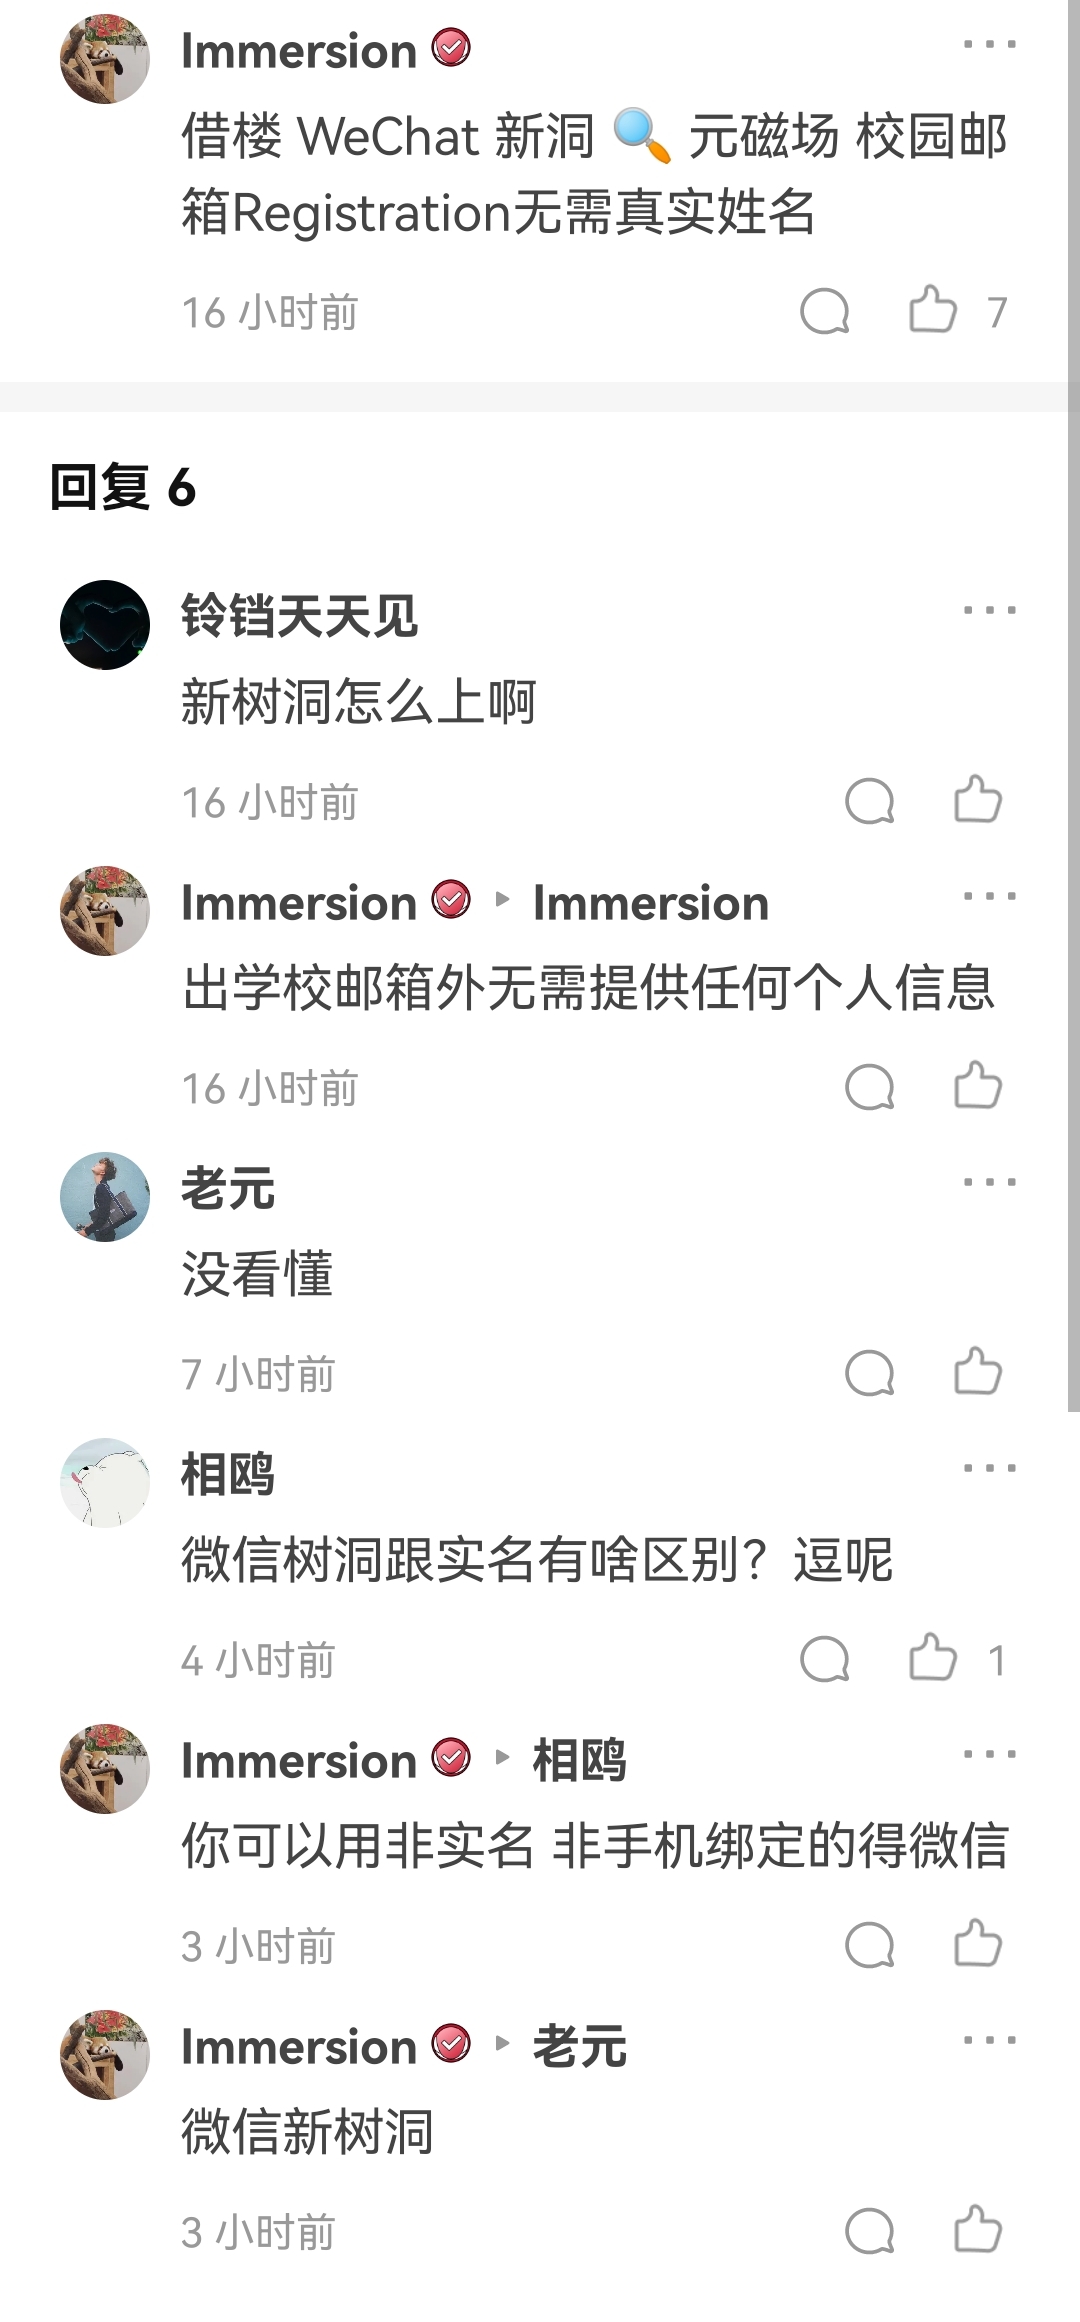 Immersion
借楼 WeChat 新洞 🔍 元磁场 校园邮
箱Registration无需真实姓名
16 小时前 7
回复 6
铃铛天天见
新树洞怎么上啊
16 小时前
Immersion ▸ Immersion
出学校邮箱外无需提供任何个人信息
16 小时前
老元
没看懂
7 小时前
相鸥
微信树洞跟实名有啥区别？逗呢
4 小时前 1
Immersion ▸ 相鸥
你可以用非实名 非手机绑定的得微信
3 小时前
Immersion ▸ 老元
微信新树洞
3 小时前